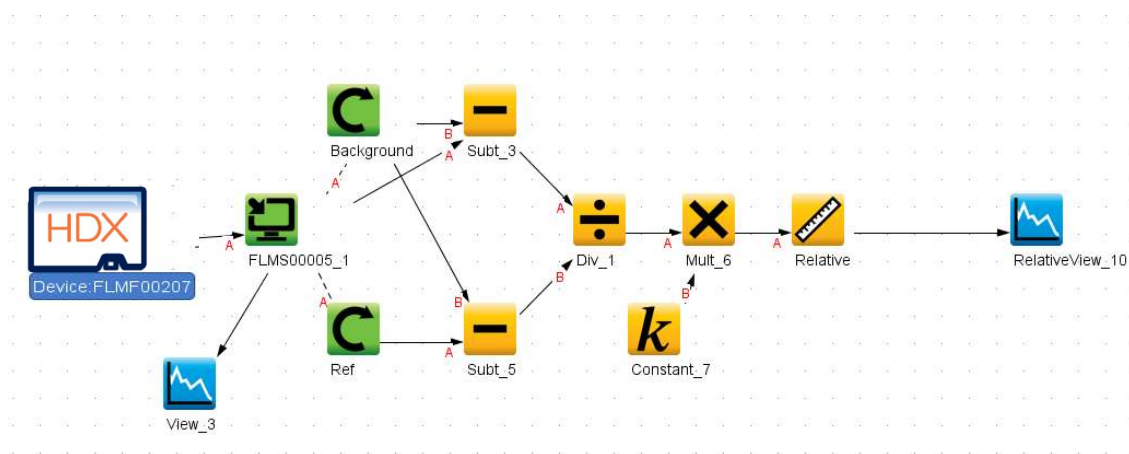 Background
B
A
Subt_3
A
HDX
A
Device:FLMF00207
FLMS00005_1
A
Div_1
B
A
Mult_6
A
Relative
RelativeView_10
A
Ref
B
A
Subt_5
k
B
Constant_7
View_3